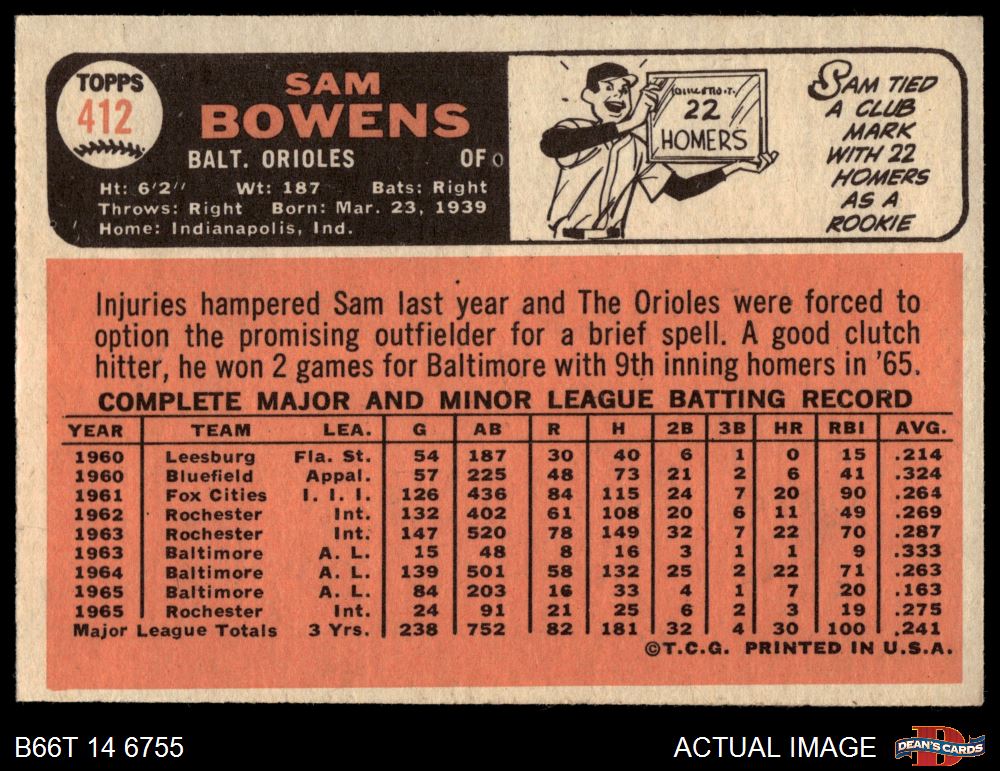 TOPPS
412
SAM
BOWENS
BALT. ORIOLES OF
Ht: 6'2" Wt: 187 Bats: Right
Throws: Right Born: Mar. 23, 1939
Home: Indianapolis, Ind.
22
HOMERS
SAM TIED
A CLUB
MARK
WITH 22
HOMERS
AS A
ROOKIE
Injuries hampered Sam last year and The Orioles were forced to
option the promising outfielder for a brief spell. A good clutch
hitter, he won 2 games for Baltimore with 9th inning homers in '65.
COMPLETE MAJOR AND MINOR LEAGUE BATTING RECORD
YEAR TEAM LEA. G AB R H 2B 3B HR RBI AVG.
1960 Leesburg Fla. St. 54 187 30 40 6 1 0 15 .214
1960 Bluefield Appal. 57 225 48 73 21 2 6 41 .324
1961 Fox Cities I. I. I. 126 436 84 115 24 7 20 90 .264
1962 Rochester Int. 132 402 61 108 20 6 11 49 .269
1963 Rochester Int. 147 520 78 149 32 7 22 70 .287
1963 Baltimore A. L. 15 48 8 16 3 1 1 9 .333
1964 Baltimore A. L. 139 501 58 132 25 2 22 71 .263
1965 Baltimore A. L. 84 203 16 33 4 1 7 20 .163
1965 Rochester Int. 24 91 21 25 6 2 3 19 .275
Major League Totals 3 Yrs. 238 752 82 181 32 4 30 100 .241
©T.C.G. PRINTED IN U.S.A.
B66T 14 6755 ACTUAL IMAGE DEAN'S CARDS